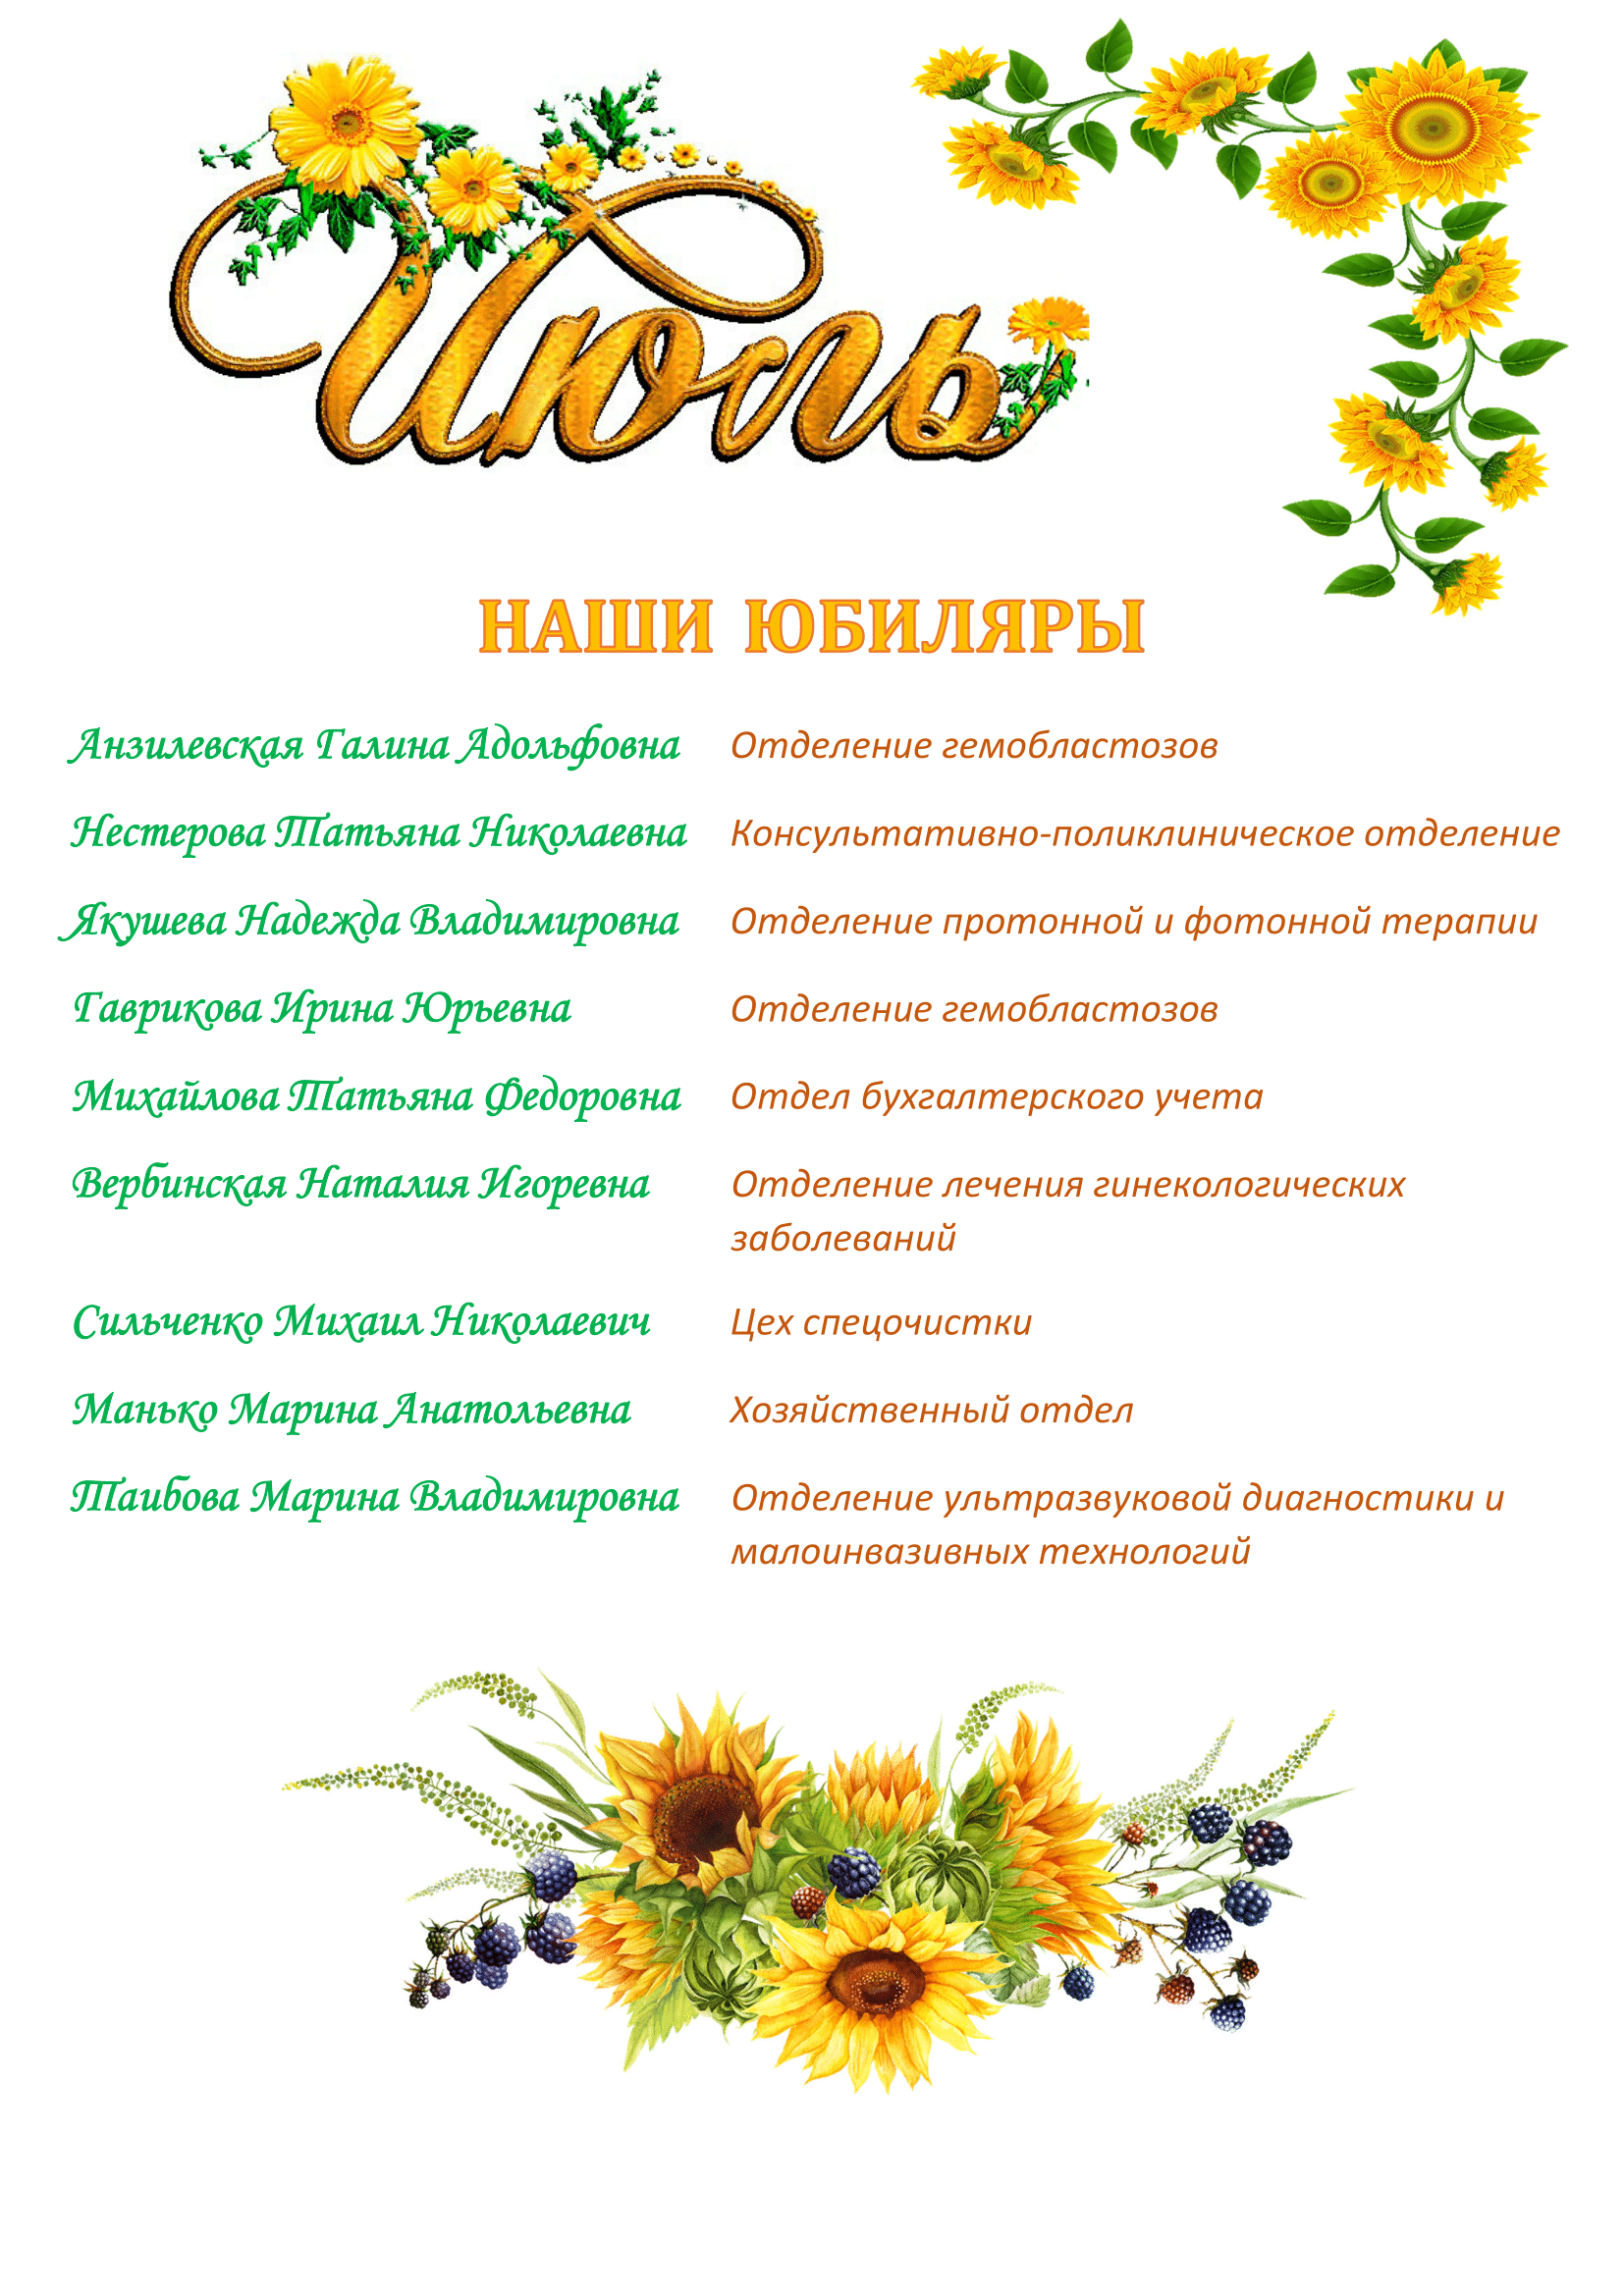 Июль
НАШИ ЮБИЛЯРЫ
Анзилевская Галина Адольфовна Отделение гемобластозов
Нестерова Татьяна Николаевна Консультативно-поликлиническое отделение
Якушева Надежда Владимировна Отделение протонной и фотонной терапии
Гаврикова Ирина Юрьевна Отделение гемобластозов
Михайлова Татьяна Федоровна Отдел бухгалтерского учета
Вербинская Наталия Игоревна Отделение лечения гинекологических
заболеваний
Сильченко Михаил Николаевич Цех спецочистки
Манько Марина Анатольевна Хозяйственный отдел
Таибова Марина Владимировна Отделение ультразвуковой диагностики и
малоинвазивных технологий